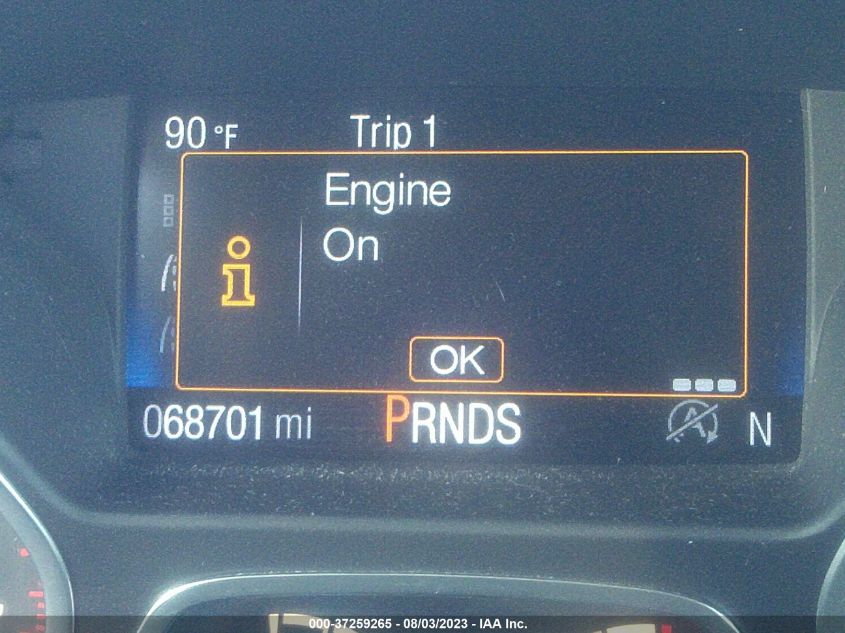 90 °F
Trip 1
Engine
On
OK
068701 mi
PRNDS
A
N
000-37259265 - 08/03/2023 - IAA Inc.